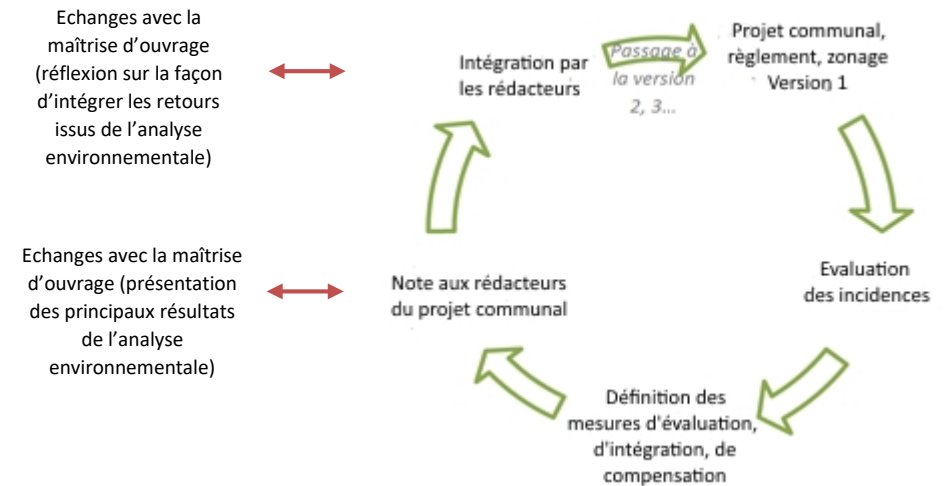 Echanges avec la
maîtrise d'ouvrage
(réflexion sur la façon
d'intégrer les retours
issus de l'analyse
environnementale)
Intégration par
les rédacteurs
Passage à
la version
2, 3...
Projet communal,
règlement, zonage
Version 1
Echanges avec la maîtrise
d'ouvrage (présentation
des principaux résultats
de l'analyse
environnementale)
Note aux rédacteurs
du projet communal
Evaluation
des incidences
Définition des
mesures d'évaluation,
d'intégration, de
compensation